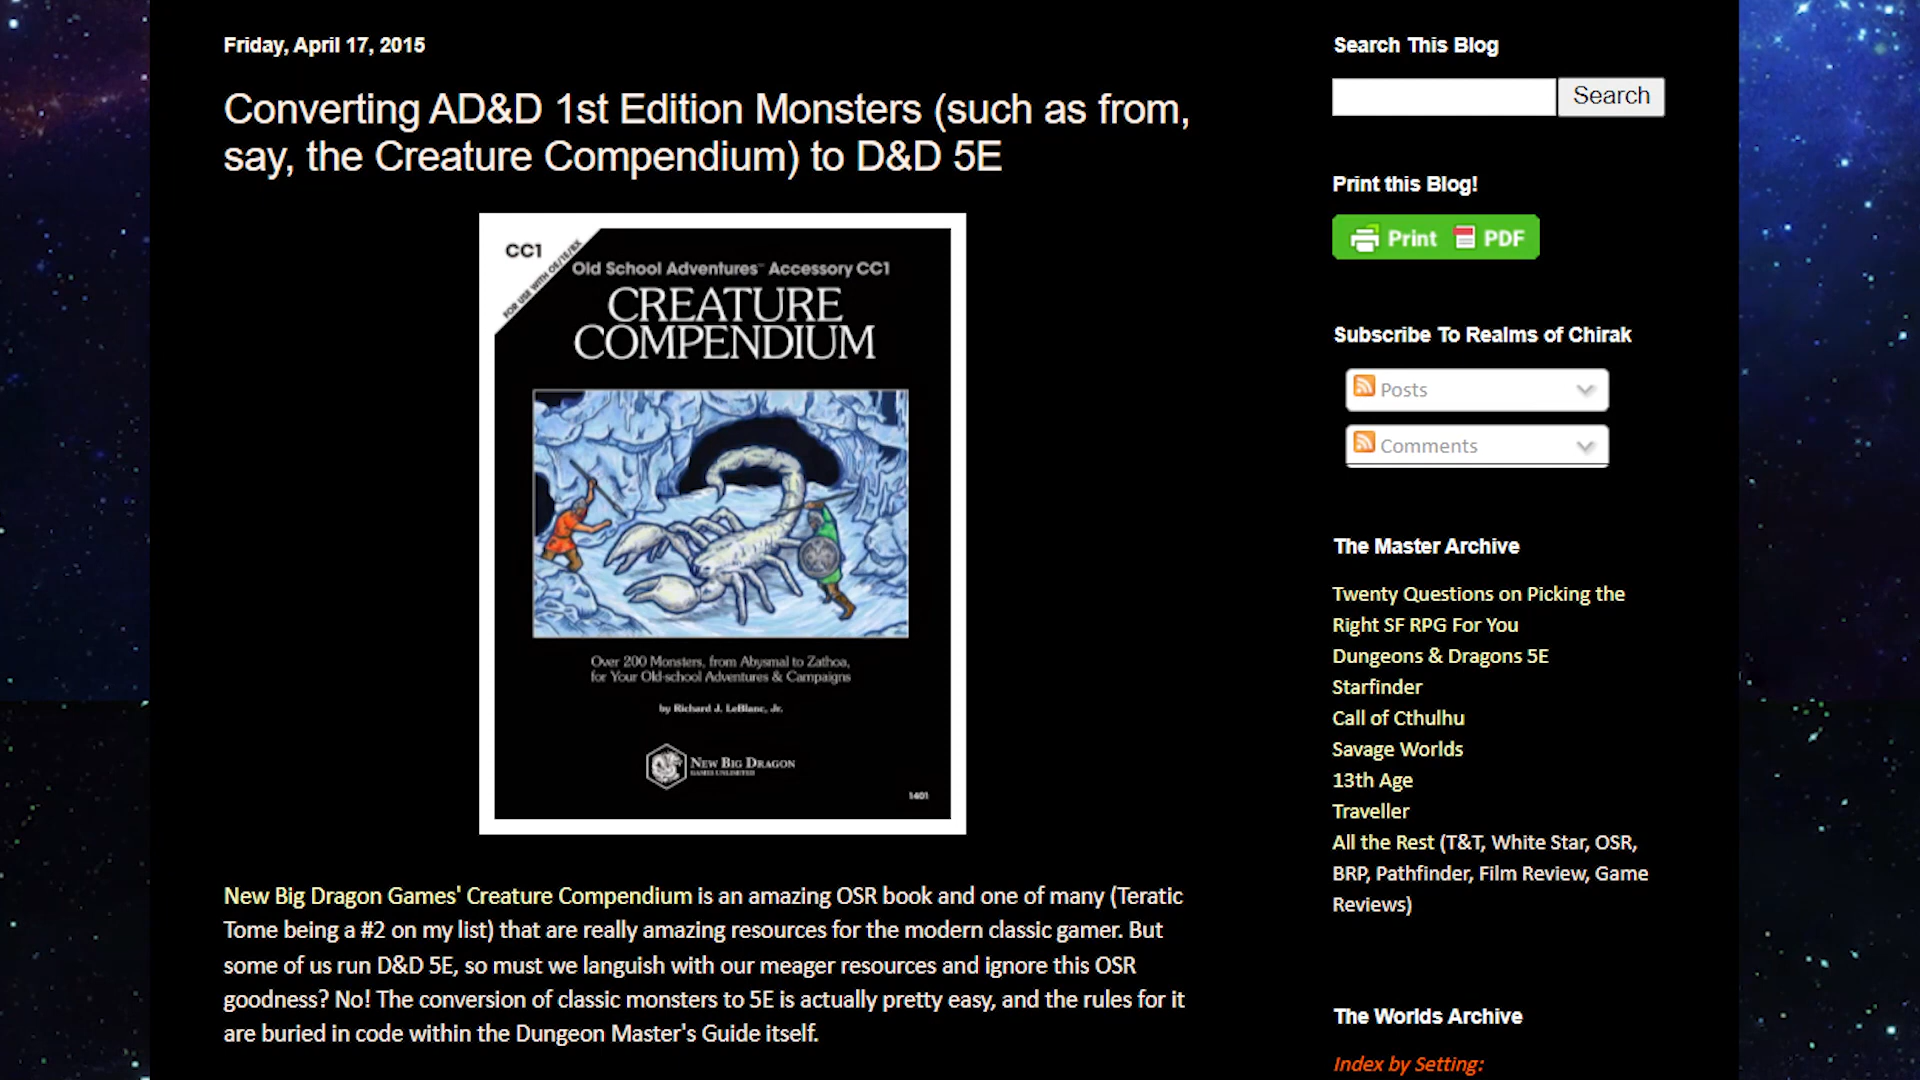 Friday, April 17, 2015
Converting AD&D 1st Edition Monsters (such as from,
say, the Creature Compendium) to D&D 5E
CC1
FOR USE WITH OE/1E/BX
Old School Adventures™ Accessory CC1
CREATURE
COMPENDIUM
Over 200 Monsters, from Abysmal to Zathoa,
for Your Old-school Adventures & Campaigns
by Richard J. LeBlanc, Jr.
NEW BIG DRAGON
GAMES UNLIMITED
1401
New Big Dragon Games' Creature Compendium is an amazing OSR book and one of many (Teratic
Tome being a #2 on my list) that are really amazing resources for the modern classic gamer. But
some of us run D&D 5E, so must we languish with our meager resources and ignore this OSR
goodness? No! The conversion of classic monsters to 5E is actually pretty easy, and the rules for it
are buried in code within the Dungeon Master's Guide itself.
Search This Blog
Search
Print this Blog!
Print PDF
Subscribe To Realms of Chirak
Posts
Comments
The Master Archive
Twenty Questions on Picking the
Right SF RPG For You
Dungeons & Dragons 5E
Starfinder
Call of Cthulhu
Savage Worlds
13th Age
Traveller
All the Rest (T&T, White Star, OSR,
BRP, Pathfinder, Film Review, Game
Reviews)
The Worlds Archive
Index by Setting: